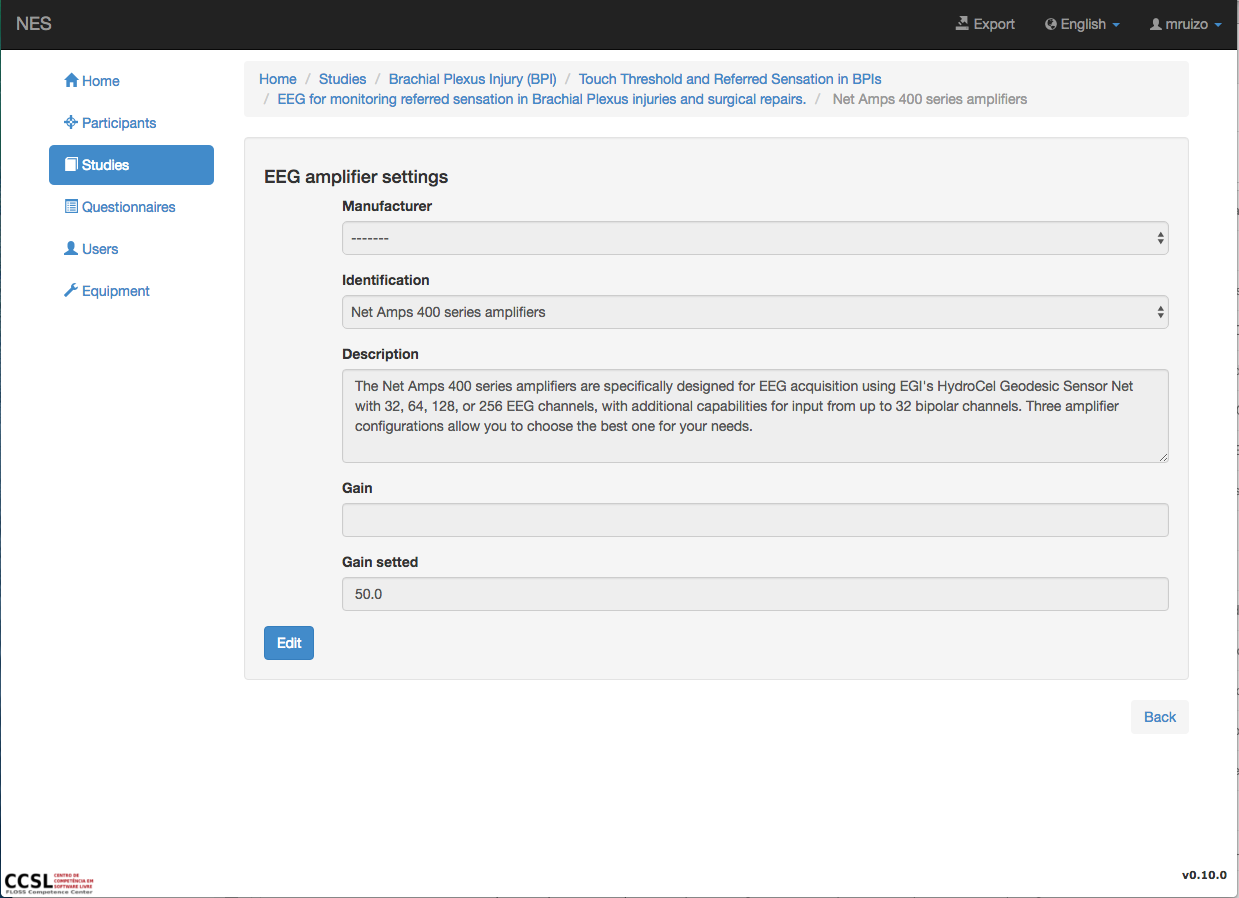 NES
Export
English
mruizo
Home
Participants
Studies
Questionnaires
Users
Equipment
Home / Studies / Brachial Plexus Injury (BPI) / Touch Threshold and Referred Sensation in BPIs
/ EEG for monitoring referred sensation in Brachial Plexus injuries and surgical repairs. / Net Amps 400 series amplifiers
EEG amplifier settings
Manufacturer
-------
Identification
Net Amps 400 series amplifiers
Description
The Net Amps 400 series amplifiers are specifically designed for EEG acquisition using EGI's HydroCel Geodesic Sensor Net
with 32, 64, 128, or 256 EEG channels, with additional capabilities for input from up to 32 bipolar channels. Three amplifier
configurations allow you to choose the best one for your needs.
Gain
Gain setted
50.0
Edit
Back
CCSL
CENTRO DE
COMPETÊNCIA EM
SOFTWARE LIVRE
FLOSS Competence Center
v0.10.0